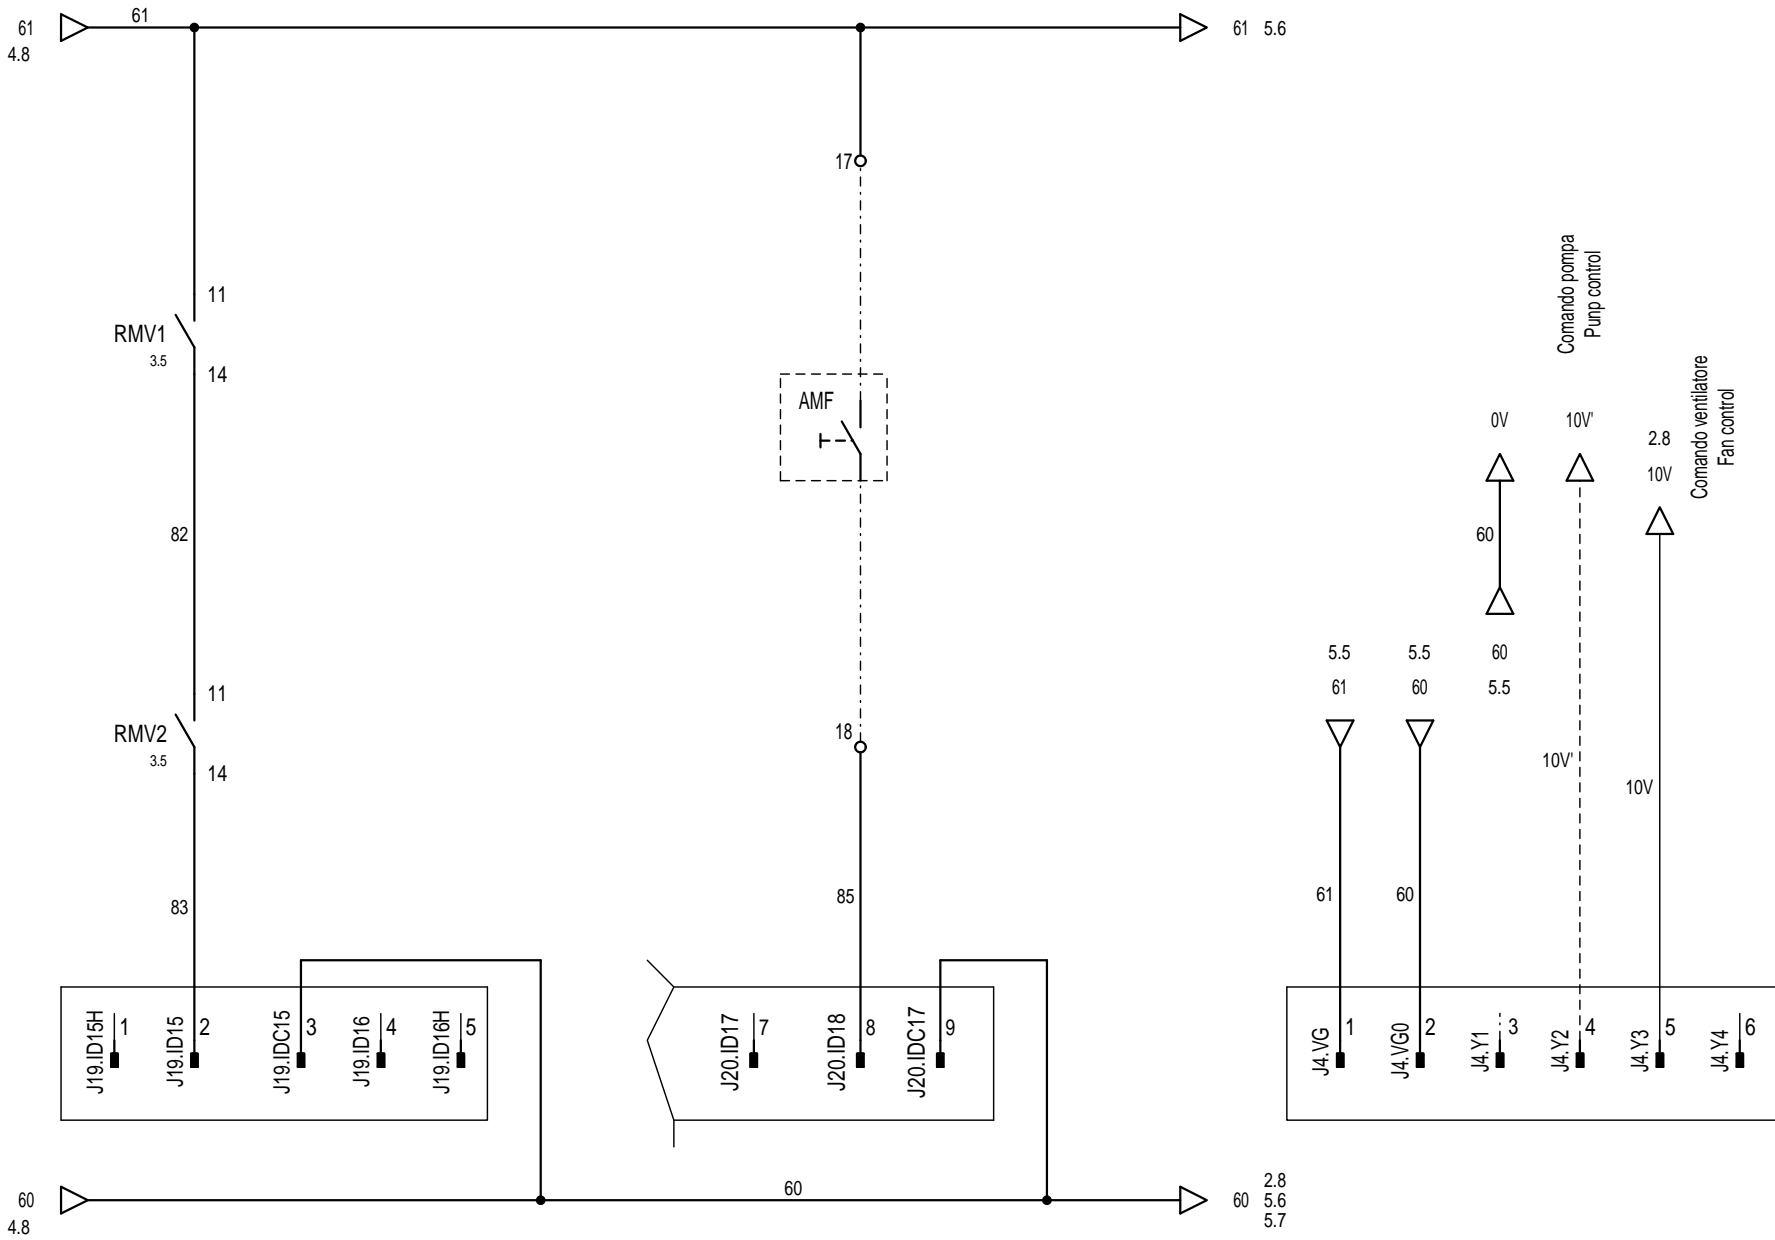 61
4.8
61
61 5.6
17
11
RMV1
3.5
14
AMF
82
11
RMV2
3.5
14
18
83
85
J19.ID15H 1
J19.ID15 2
J19.IDC15 3
J19.ID16 4
J19.ID16H 5
J20.ID17 7
J20.ID18 8
J20.IDC17 9
60
4.8
60
2.8
60 5.6
5.7
Comando pompa
Punp control
Comando ventilatore
Fan control
0V
10V'
2.8
10V
60
5.5
61
5.5
60
60
5.5
10V'
10V
61
60
J4.VG 1
J4.VG0 2
J4.Y1 3
J4.Y2 4
J4.Y3 5
J4.Y4 6